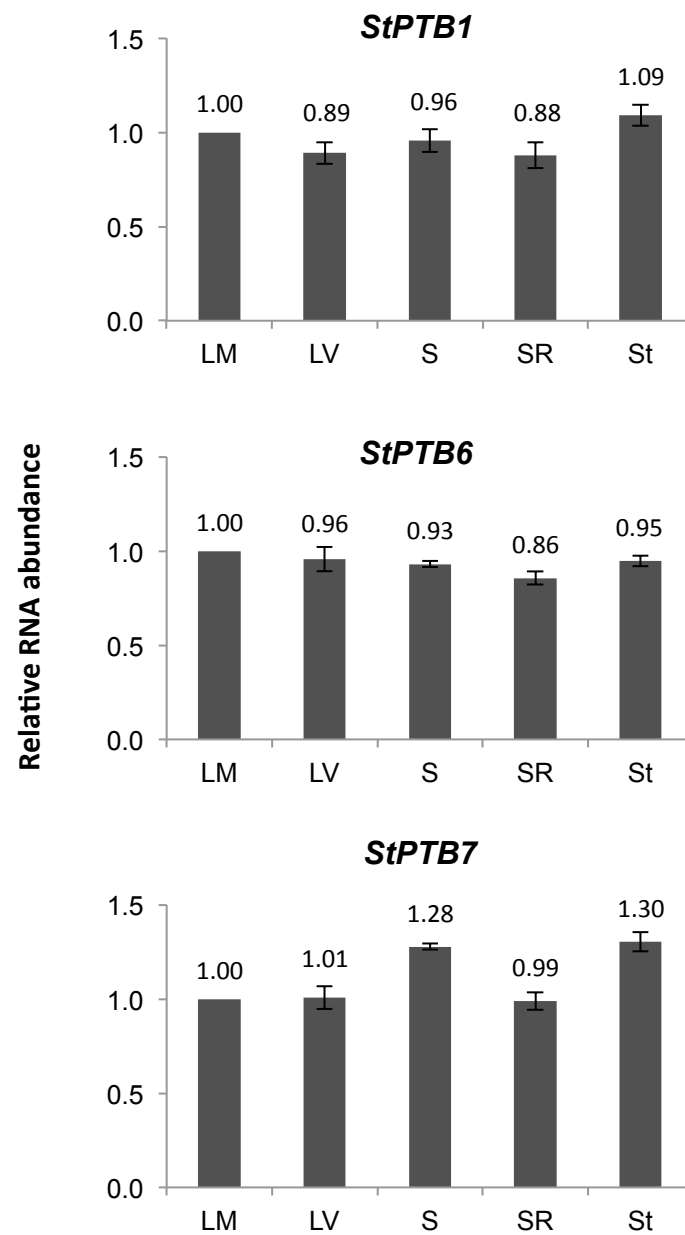 StPTB1
1.5
1.00 0.89 0.96 0.88 1.09
1.0
0.5
0.0
LM LV S SR St
Relative RNA abundance
StPTB6
1.5
1.00 0.96 0.93 0.86 0.95
1.0
0.5
0.0
LM LV S SR St
StPTB7
1.5
1.00 1.01 1.28 0.99 1.30
1.0
0.5
0.0
LM LV S SR St